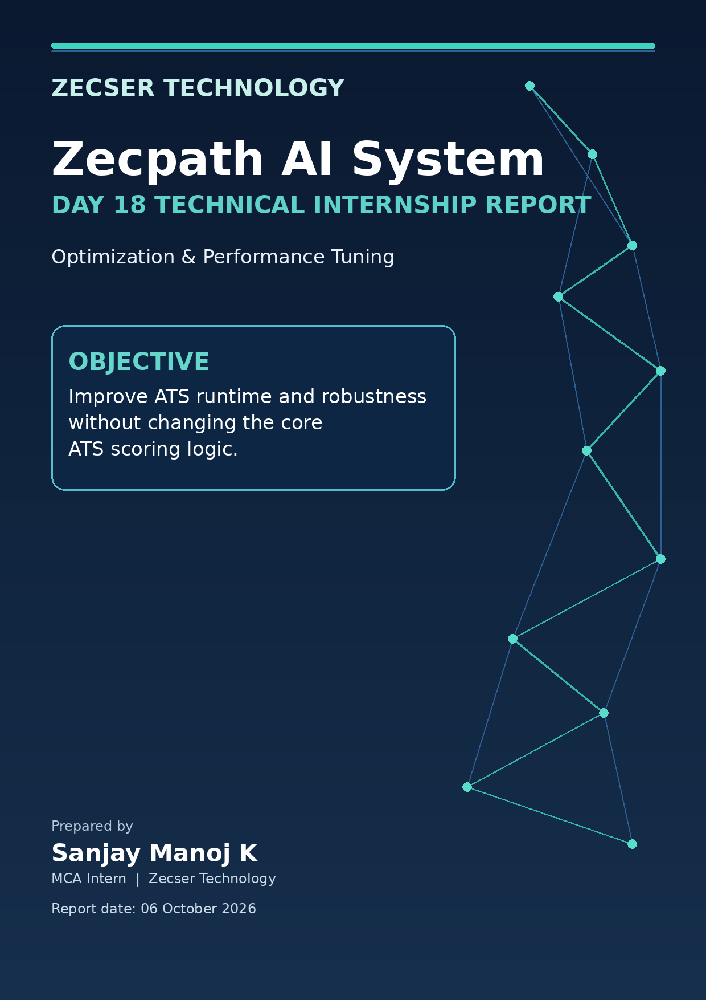 ZECSER TECHNOLOGY
Zecpath AI System
DAY 18 TECHNICAL INTERNSHIP REPORT
Optimization & Performance Tuning
OBJECTIVE
Improve ATS runtime and robustness
without changing the core
ATS scoring logic.
Prepared by
Sanjay Manoj K
MCA Intern | Zecser Technology
Report date: 06 October 2026